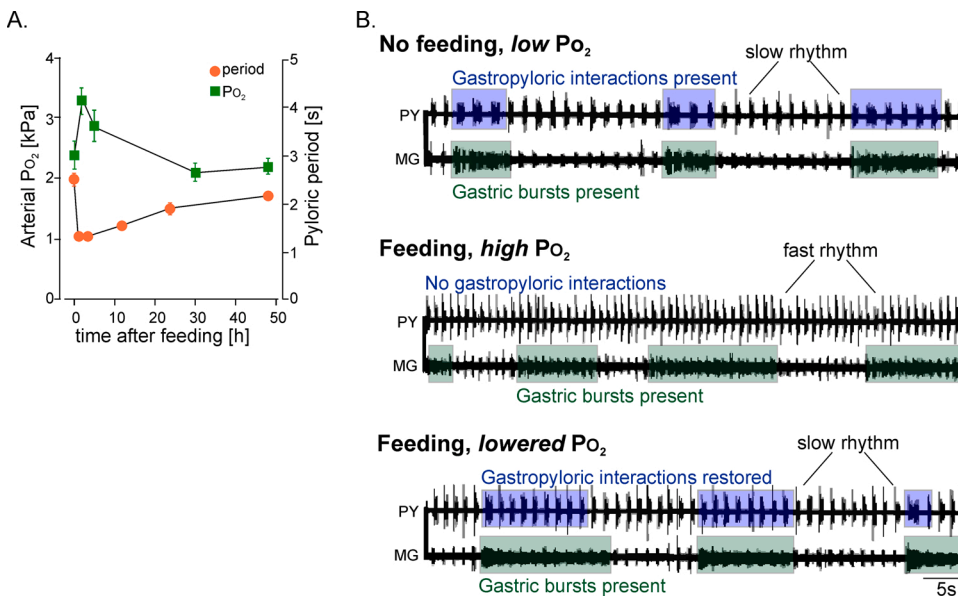 A.
4
3
2
1
0
Arterial PO2 [kPa]
period
PO2
5
4
3
2
1
0
Pyloric period [s]
0 10 20 30 40 50
time after feeding [h]
B.
No feeding, low PO2
slow rhythm
Gastropyloric interactions present
PY
MG
Gastric bursts present
Feeding, high PO2
fast rhythm
No gastropyloric interactions
PY
MG
Gastric bursts present
Feeding, lowered PO2
slow rhythm
Gastropyloric interactions restored
PY
MG
Gastric bursts present
5s